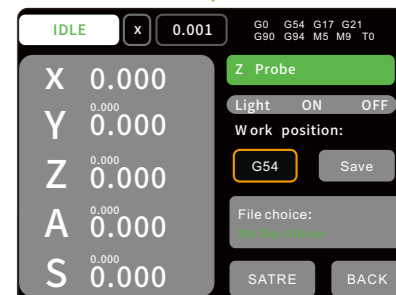 IDLE x 0.001 G0 G54 G17 G21
G90 G94 M5 M9 T0
X 0.000
0.000
Y 0.000
0.000
Z 0.000
0.000
A 0.000
0.000
S 0.000
Z Probe
Light ON OFF
Work position:
G54 Save
File choice:
SATRE BACK